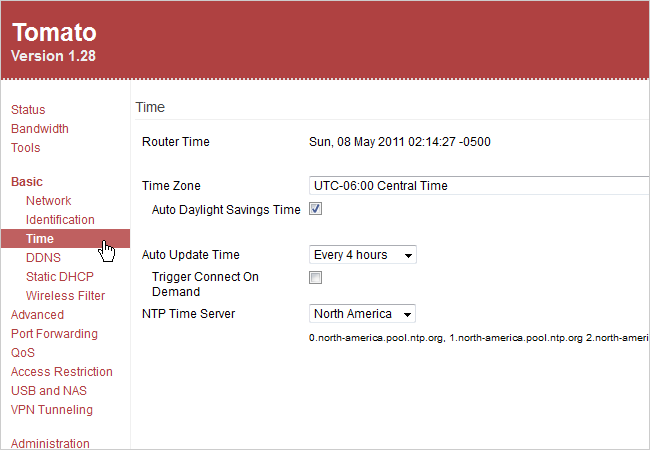 Tomato
Version 1.28
Status
Bandwidth
Tools
Basic
Network
Identification
Time
DDNS
Static DHCP
Wireless Filter
Advanced
Port Forwarding
QoS
Access Restriction
USB and NAS
VPN Tunneling
Administration
Time
Router Time Sun, 08 May 2011 02:14:27 -0500
Time Zone UTC-06:00 Central Time
Auto Daylight Savings Time
Auto Update Time Every 4 hours
Trigger Connect On
Demand
NTP Time Server North America
0.north-america.pool.ntp.org, 1.north-america.pool.ntp.org 2.north-ameri